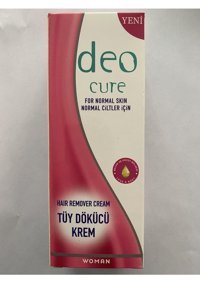 YENİ
deo
cure
FOR NORMAL SKIN
NORMAL CİLTLER İÇİN
HAIR REMOVER CREAM
TÜY DÖKÜCÜ
KREM
WOMAN